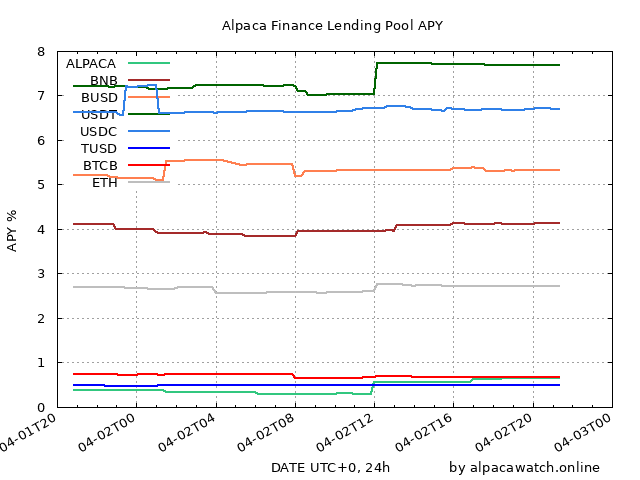 Alpaca Finance Lending Pool APY
8
7
6
5
4
3
2
1
0
APY %
ALPACA
BNB
BUSD
USDT
USDC
TUSD
BTCB
ETH
04-01T20
04-02T00
04-02T04
04-02T08
04-02T12
04-02T16
04-02T20
04-03T00
DATE UTC+0, 24h
by alpacawatch.online